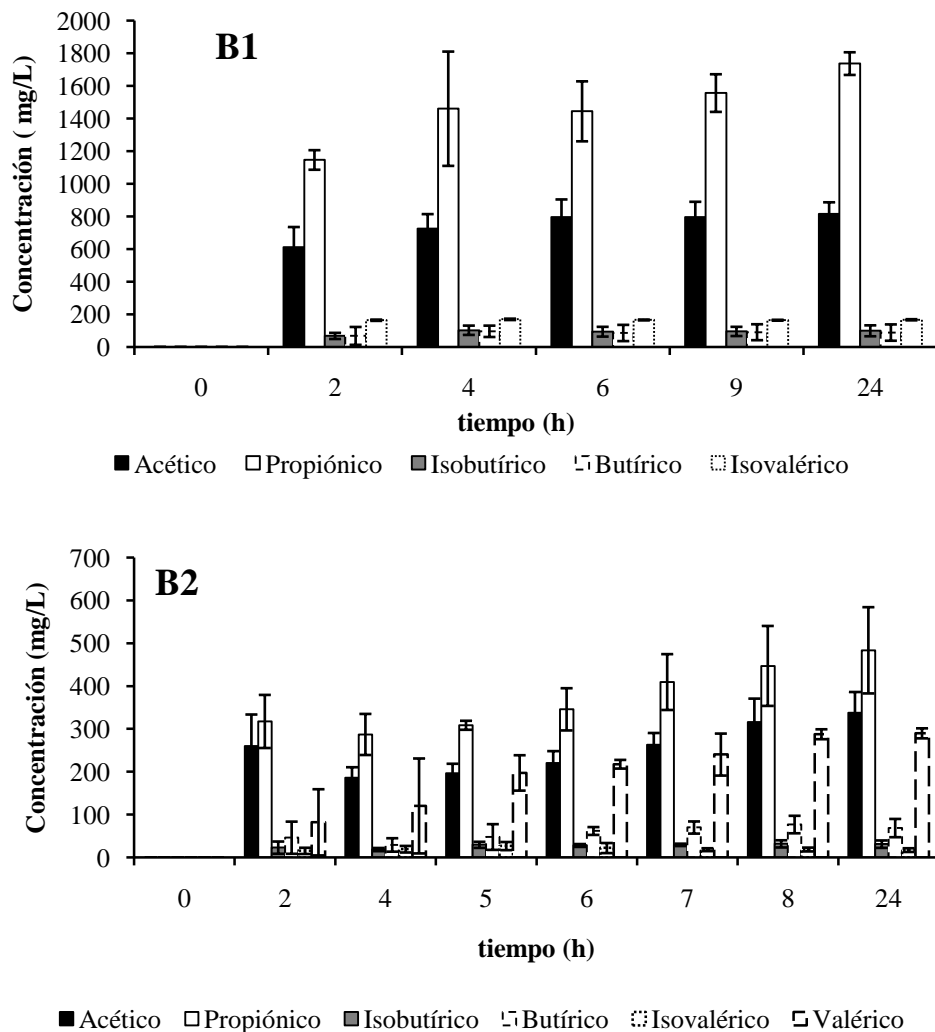 B1
Concentración ( mg/L)
2000
1800
1600
1400
1200
1000
800
600
400
200
0
0 2 4 6 9 24
tiempo (h)
Acético Propiónico Isobutírico Butírico Isovalérico
B2
Concentración (mg/L)
700
600
500
400
300
200
100
0
0 2 4 5 6 7 8 24
tiempo (h)
Acético Propiónico Isobutírico Butírico Isovalérico Valérico